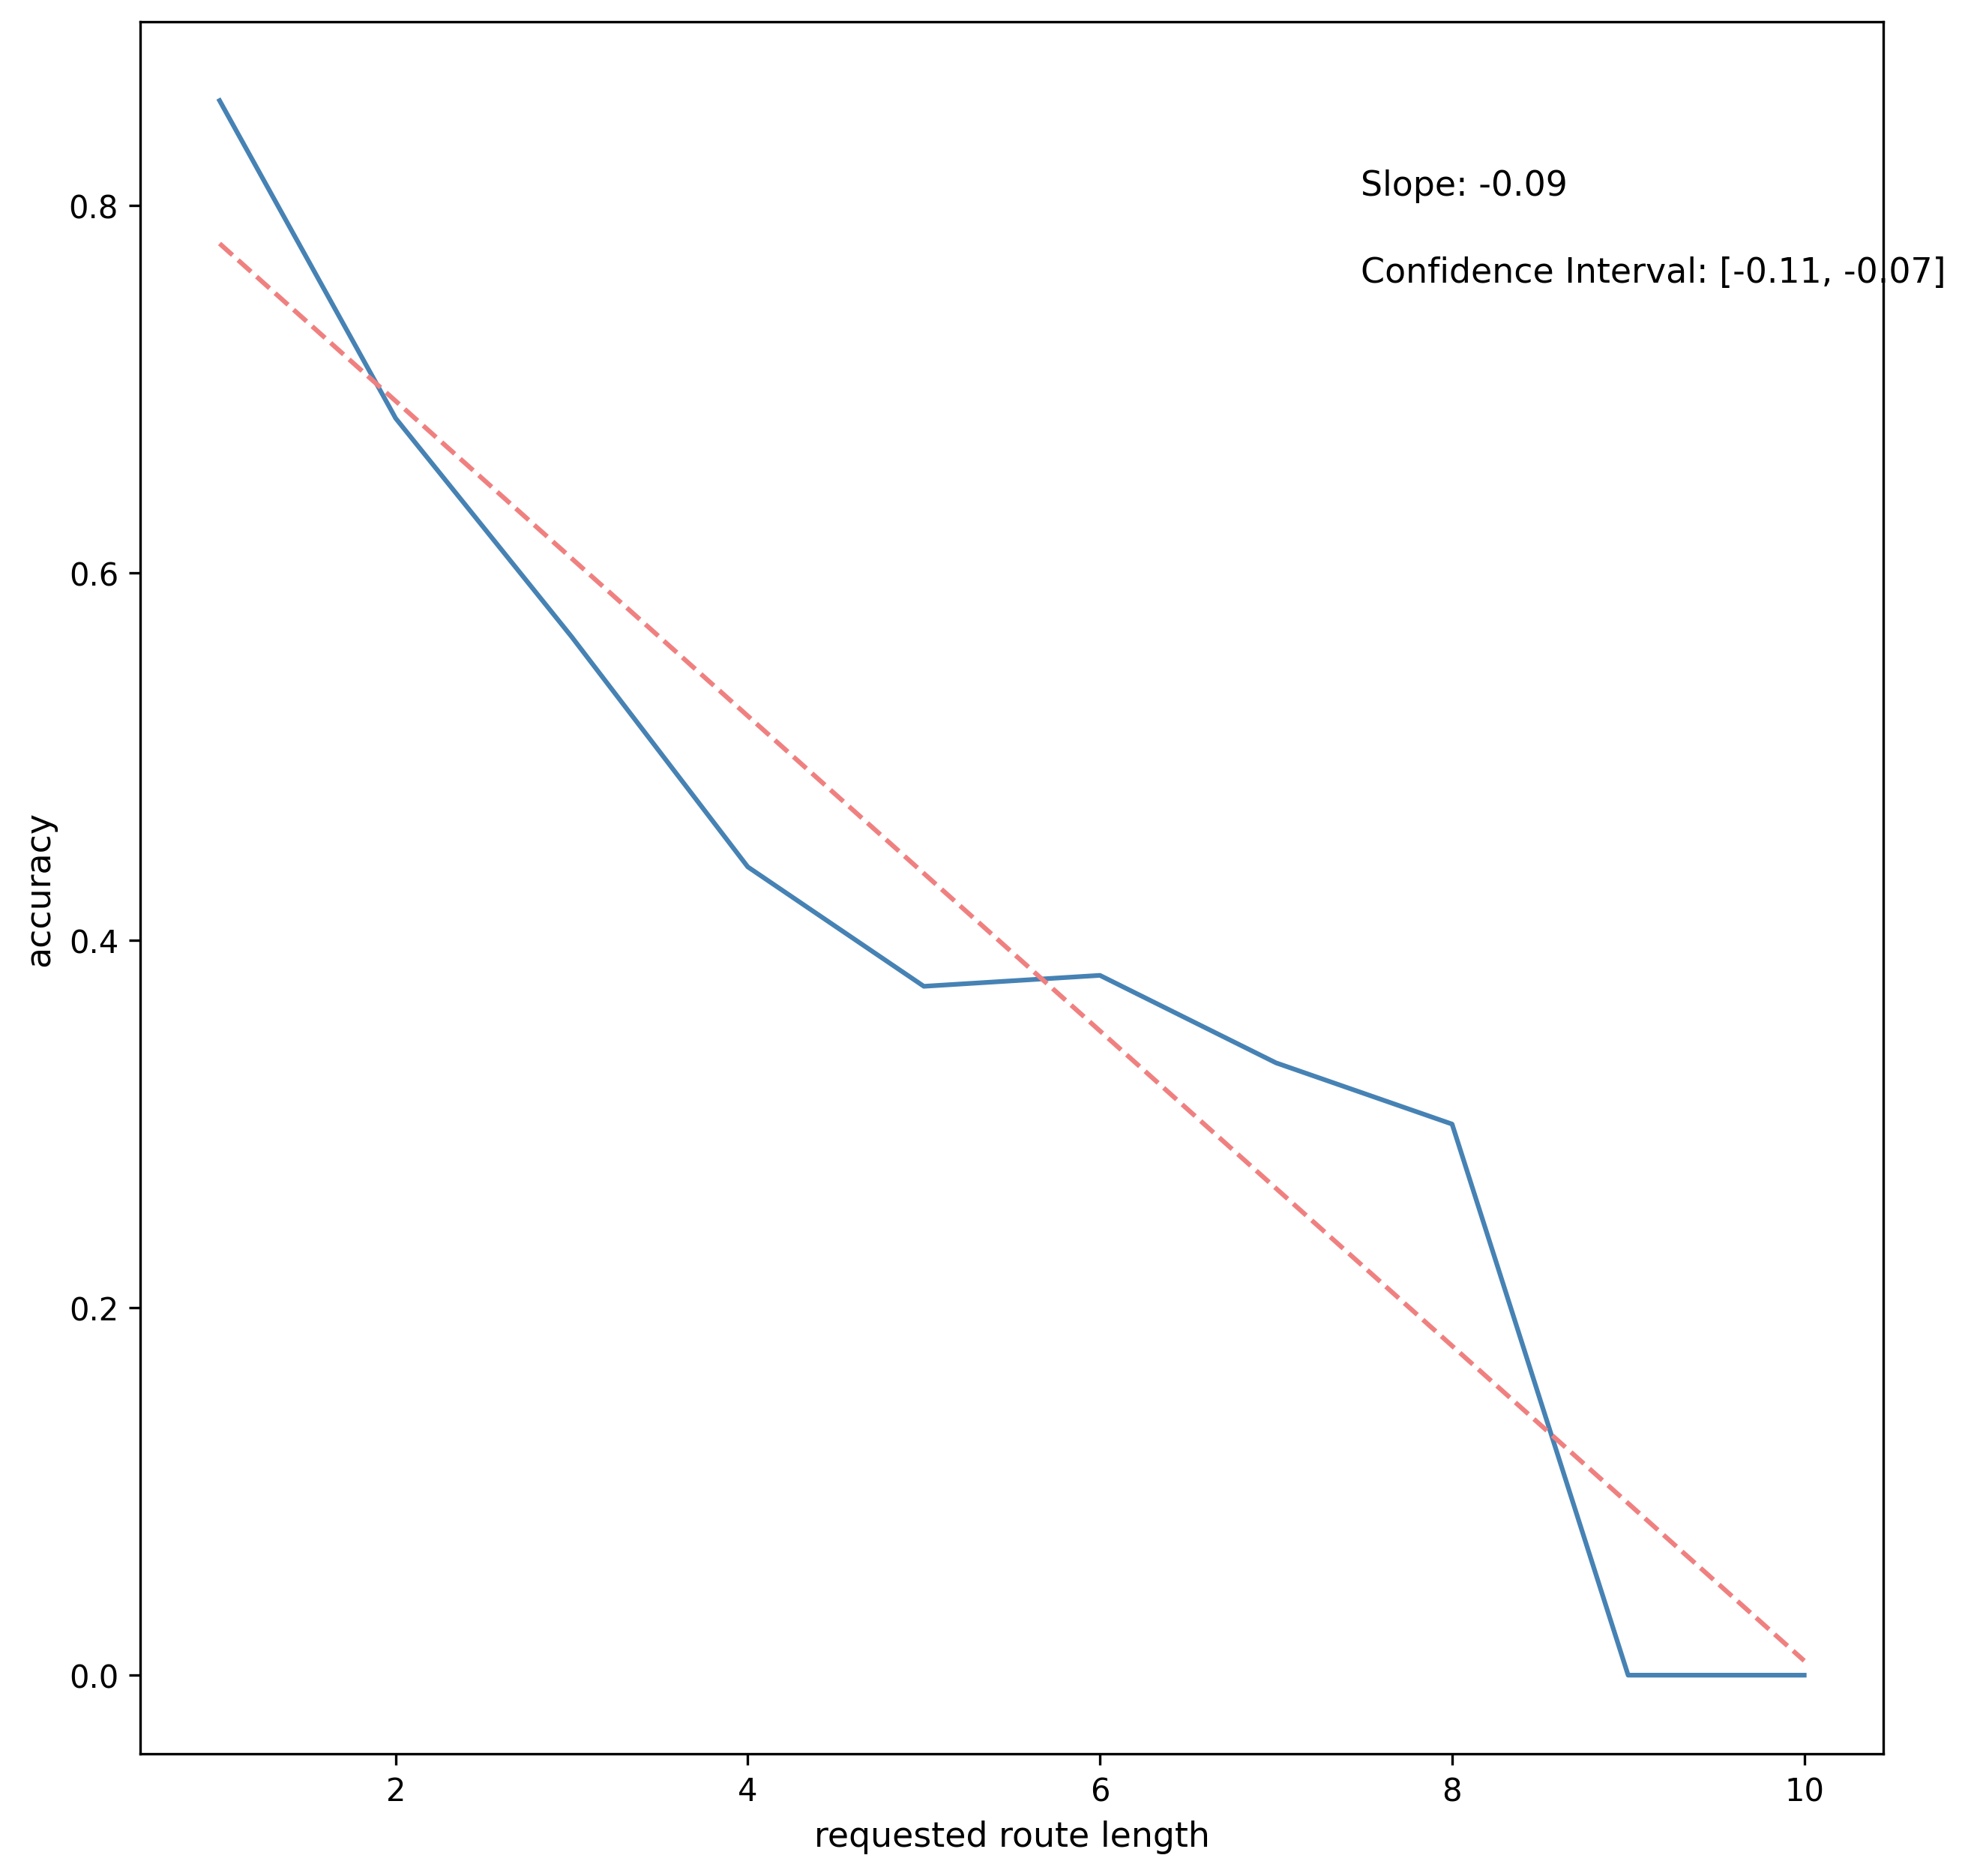 Slope: -0.09
Confidence Interval: [-0.11, -0.07]
accuracy
0.8
0.6
0.4
0.2
0.0
2 4 6 8 10
requested route length